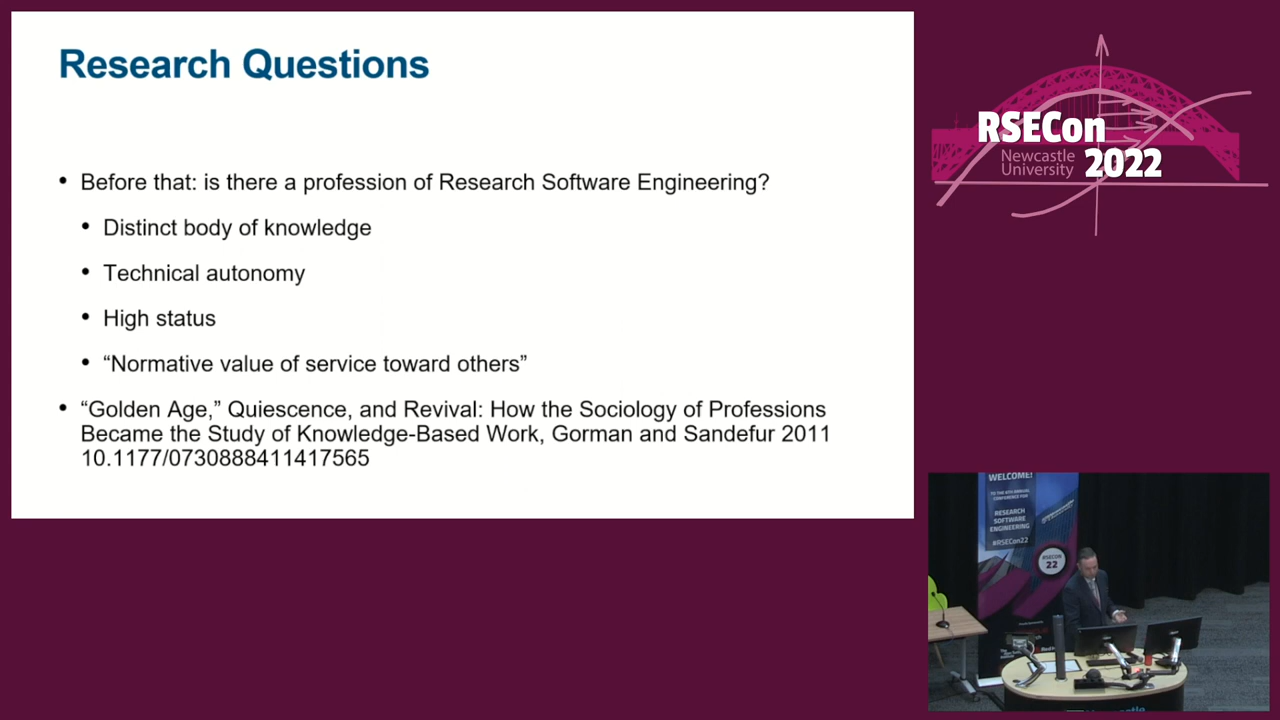 Research Questions
• Before that: is there a profession of Research Software Engineering?
• Distinct body of knowledge
• Technical autonomy
• High status
• “Normative value of service toward others”
• “Golden Age,” Quiescence, and Revival: How the Sociology of Professions
Became the Study of Knowledge-Based Work, Gorman and Sandefur 2011
10.1177/0730888411417565
RSECon
Newcastle
University
2022
WELCOME!
TO THE 6TH ANNUAL
CONFERENCE FOR
RESEARCH
SOFTWARE
ENGINEERING
#RSECon22
RSECON
22